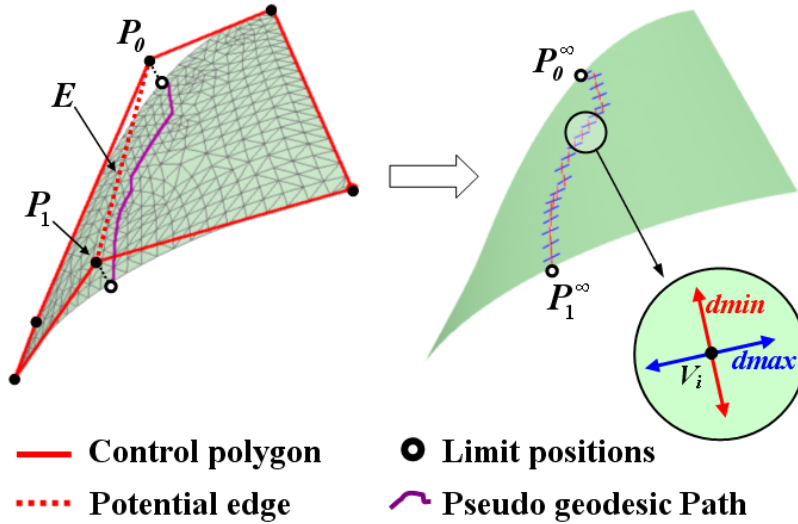 P₀
E
P₁
P₀^∞
P₁^∞
dmin
dmax
Vᵢ
Control polygon
Limit positions
Potential edge
Pseudo geodesic Path